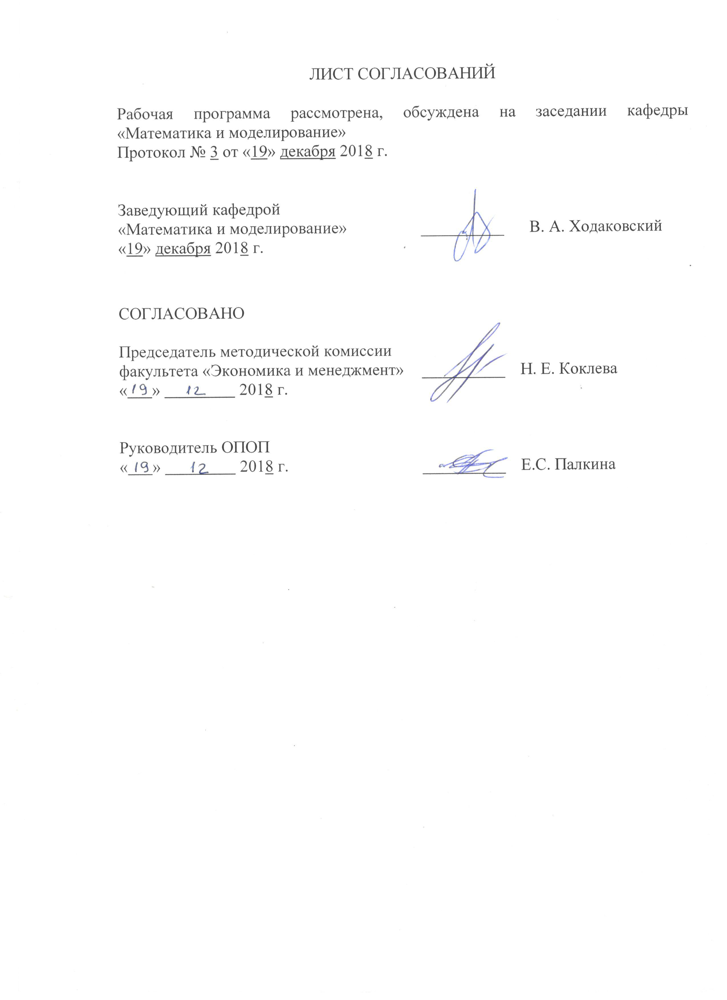 ЛИСТ СОГЛАСОВАНИЙ
Рабочая программа рассмотрена, обсуждена на заседании кафедры
«Математика и моделирование»
Протокол № 3 от «19» декабря 2018 г.
Заведующий кафедрой
«Математика и моделирование» В. А. Ходаковский
«19» декабря 2018 г.
СОГЛАСОВАНО
Председатель методической комиссии
факультета «Экономика и менеджмент» Н. Е. Коклева
«19» 12 2018 г.
Руководитель ОПОП
«19» 12 2018 г. Е.С. Палкина